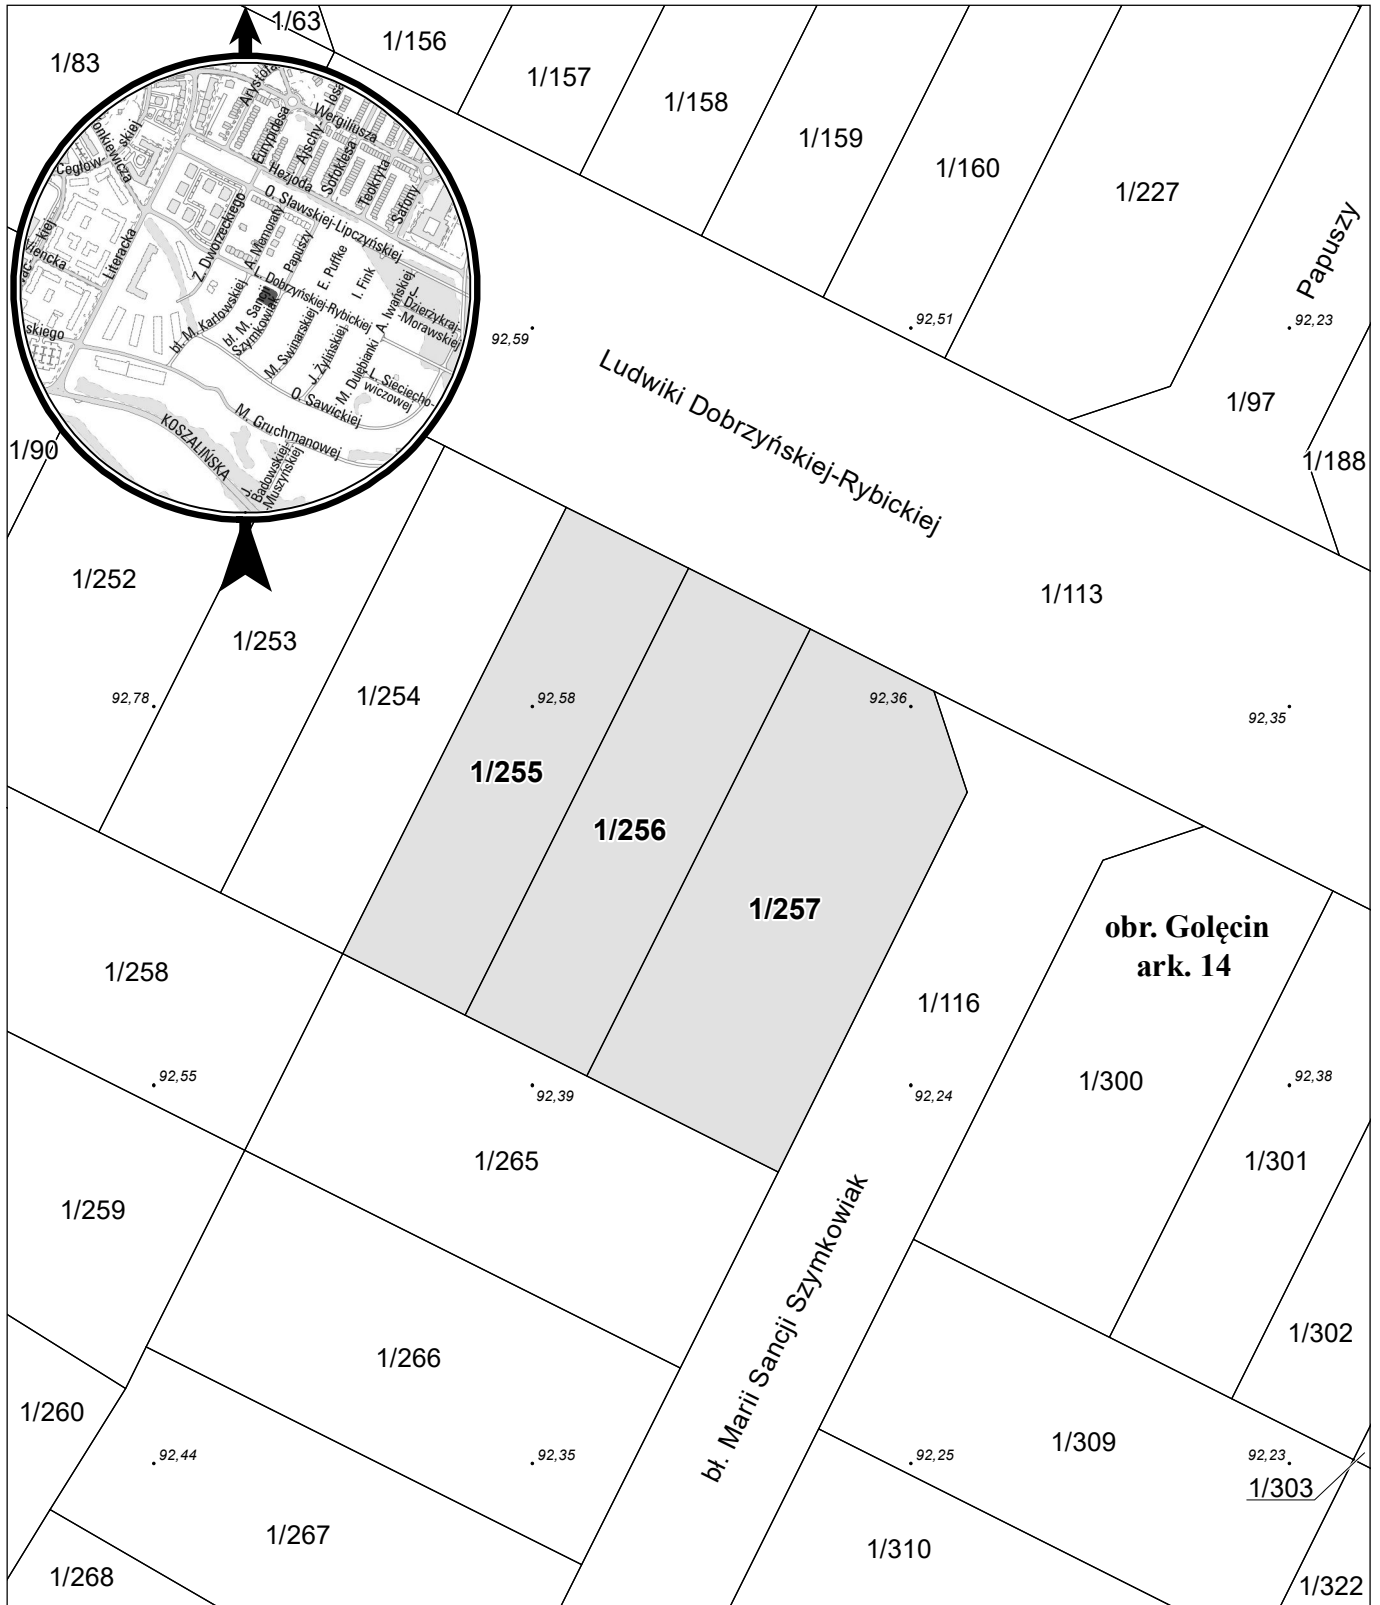 1/63
1/156
1/83
1/157
1/158
1/159
1/160
1/227
Papuszy
92,23
92,51
92,59
Ludwiki Dobrzyńskiej-Rybickiej
1/97
1/188
1/90
Wergiliusza
Eurypidesa
Sofoklesa
Teokryta
Safony
Hezjoda
O. Sławskiej-Lipczyńskiej
Z. Dworzeckiego
A. Memoraty
Papuszy
E. Puffke
I. Fink
Literacka
L. Dobrzyńskiej-Rybickiej
A. Iwańskiej
J.
Dzierżykraj-
-Morawskiej
bł. M. Karłowskiej
bł. M. Sancji
Szymkowiak
M. Swinarskiej
J. Żylińskiej
M. Dulębianki
L. Sieciecho-
wiczowej
O. Sawickiej
M. Gruchmanowej
KOSZALIŃSKA
J.
Badowskiej
-Muszyńskiej
Cegłow-
skiej
skiego
1/252
1/253
1/254
1/113
92,78
92,58
92,36
92,35
1/255
1/256
1/257
obr. Golęcin
ark. 14
1/258
1/116
92,55
92,39
92,24
1/300
92,38
1/265
1/301
1/259
bł. Marii Sancji Szymkowiak
1/302
1/266
1/260
1/309
92,44
92,35
92,25
92,23
1/303
1/267
1/310
1/268
1/322